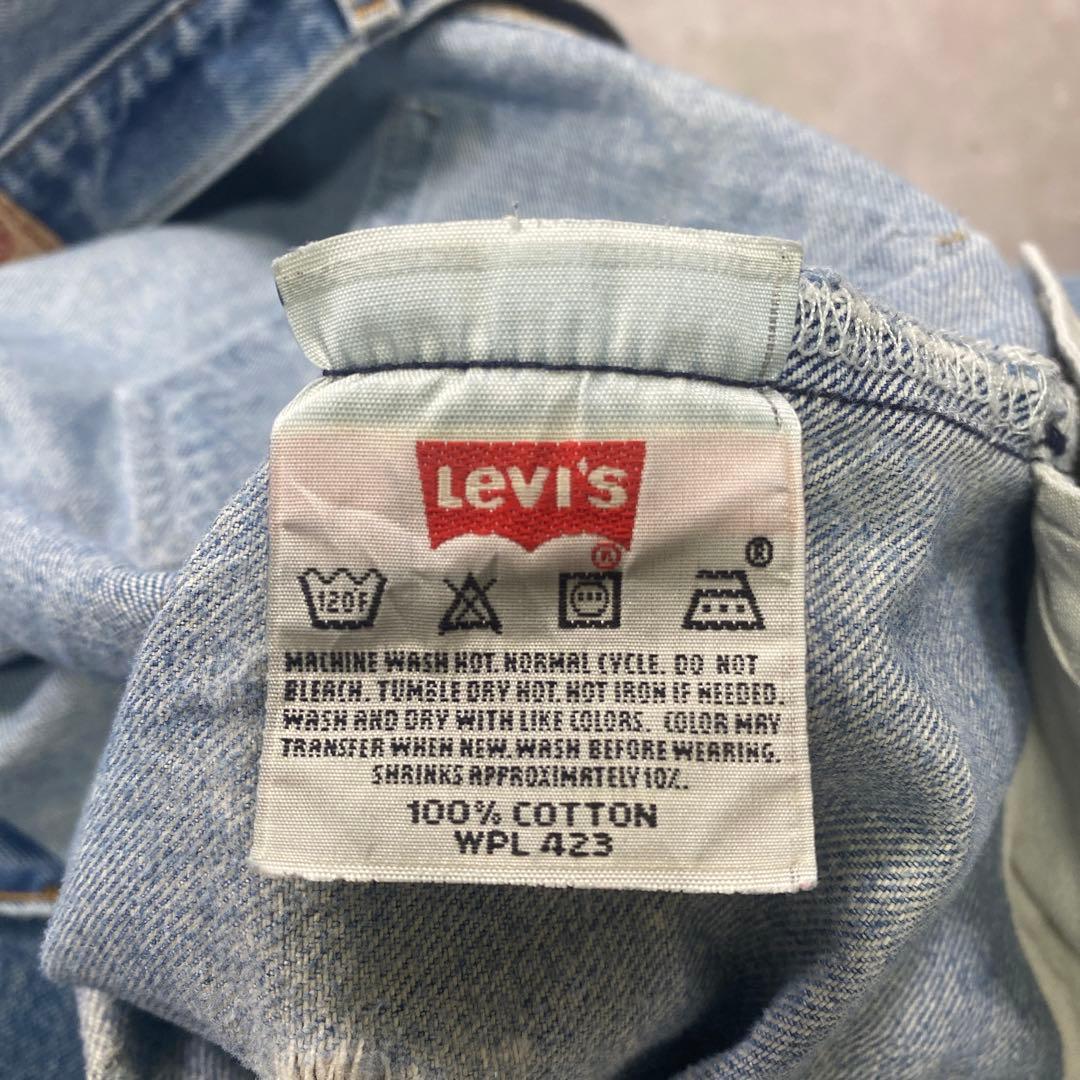 LEVI'S
®
®
120F
MACHINE WASH HOT. NORMAL CYCLE. DO NOT
BLEACH. TUMBLE DRY HOT. HOT IRON IF NEEDED.
WASH AND DRY WITH LIKE COLORS. COLOR MAY
TRANSFER WHEN NEW. WASH BEFORE WEARING.
SHRINKS APPROXIMATELY 10%.
100% COTTON
WPL 423